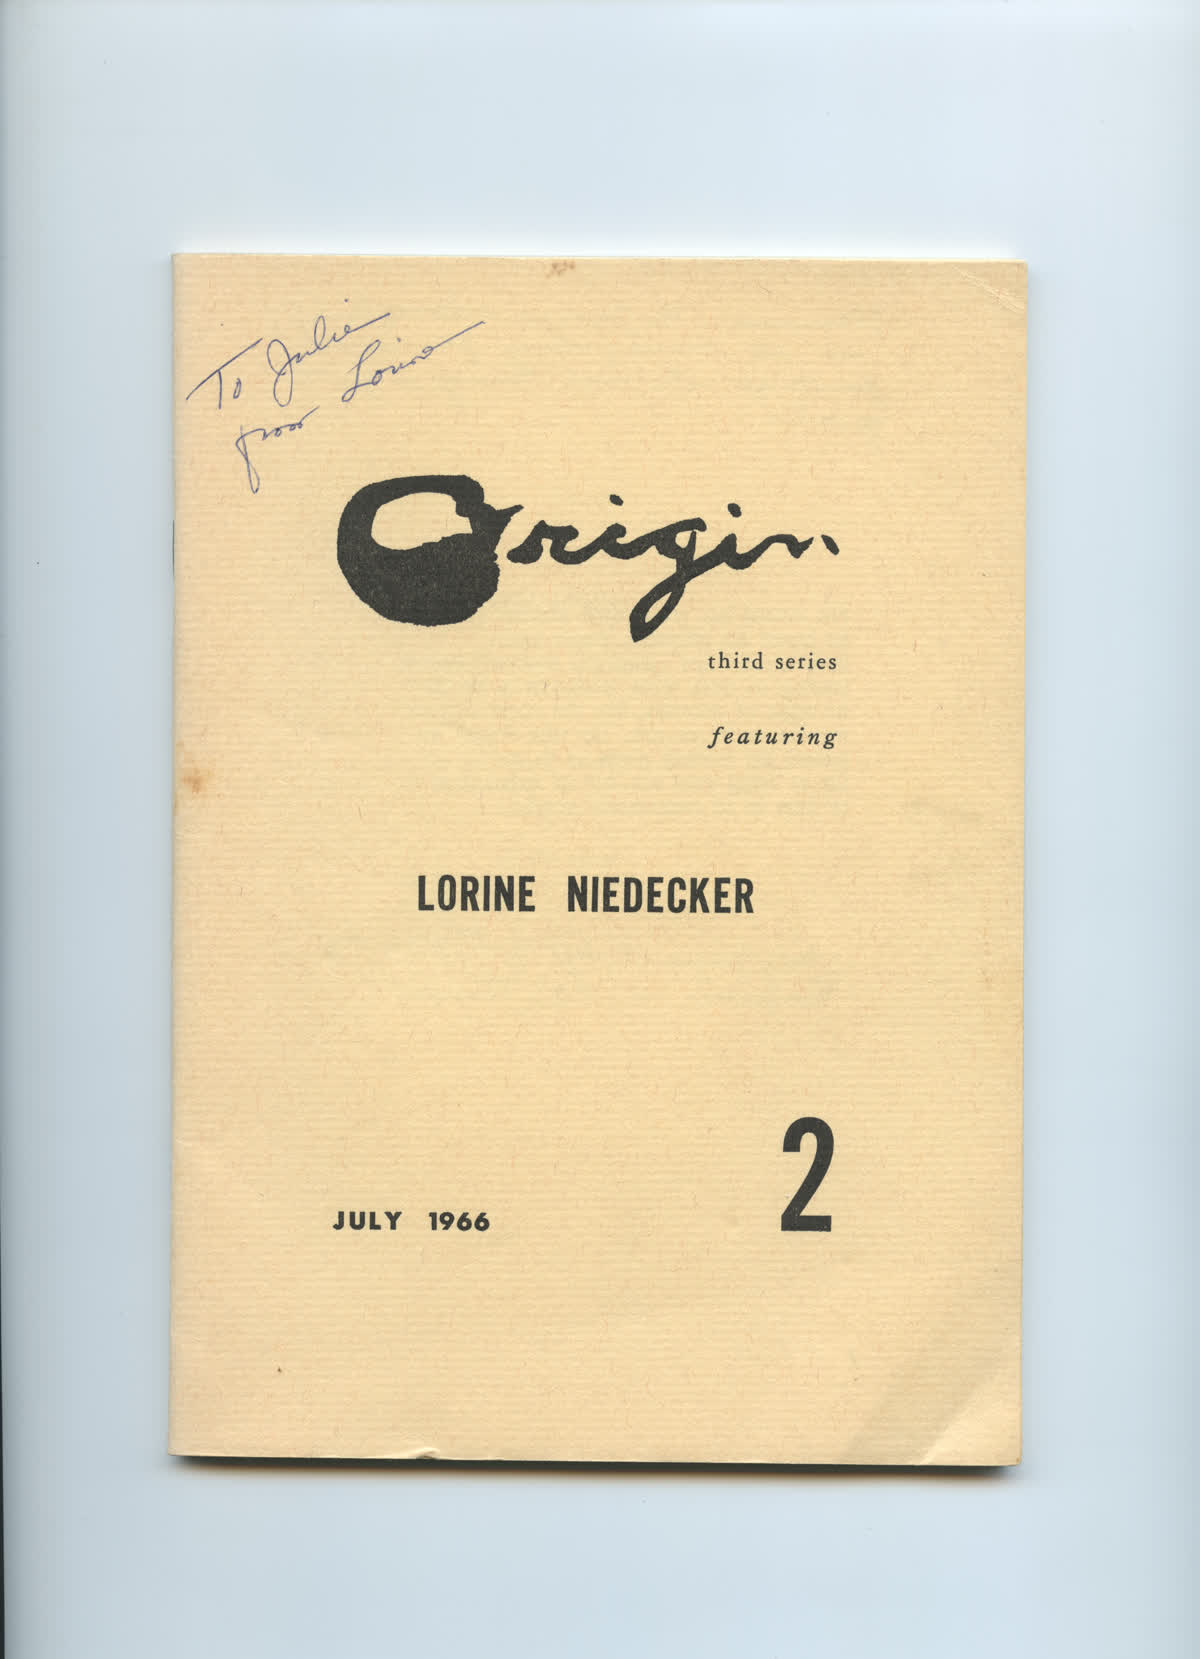 To Julie
from Lorine
Origin
third series
featuring
LORINE NIEDECKER
2
JULY 1966